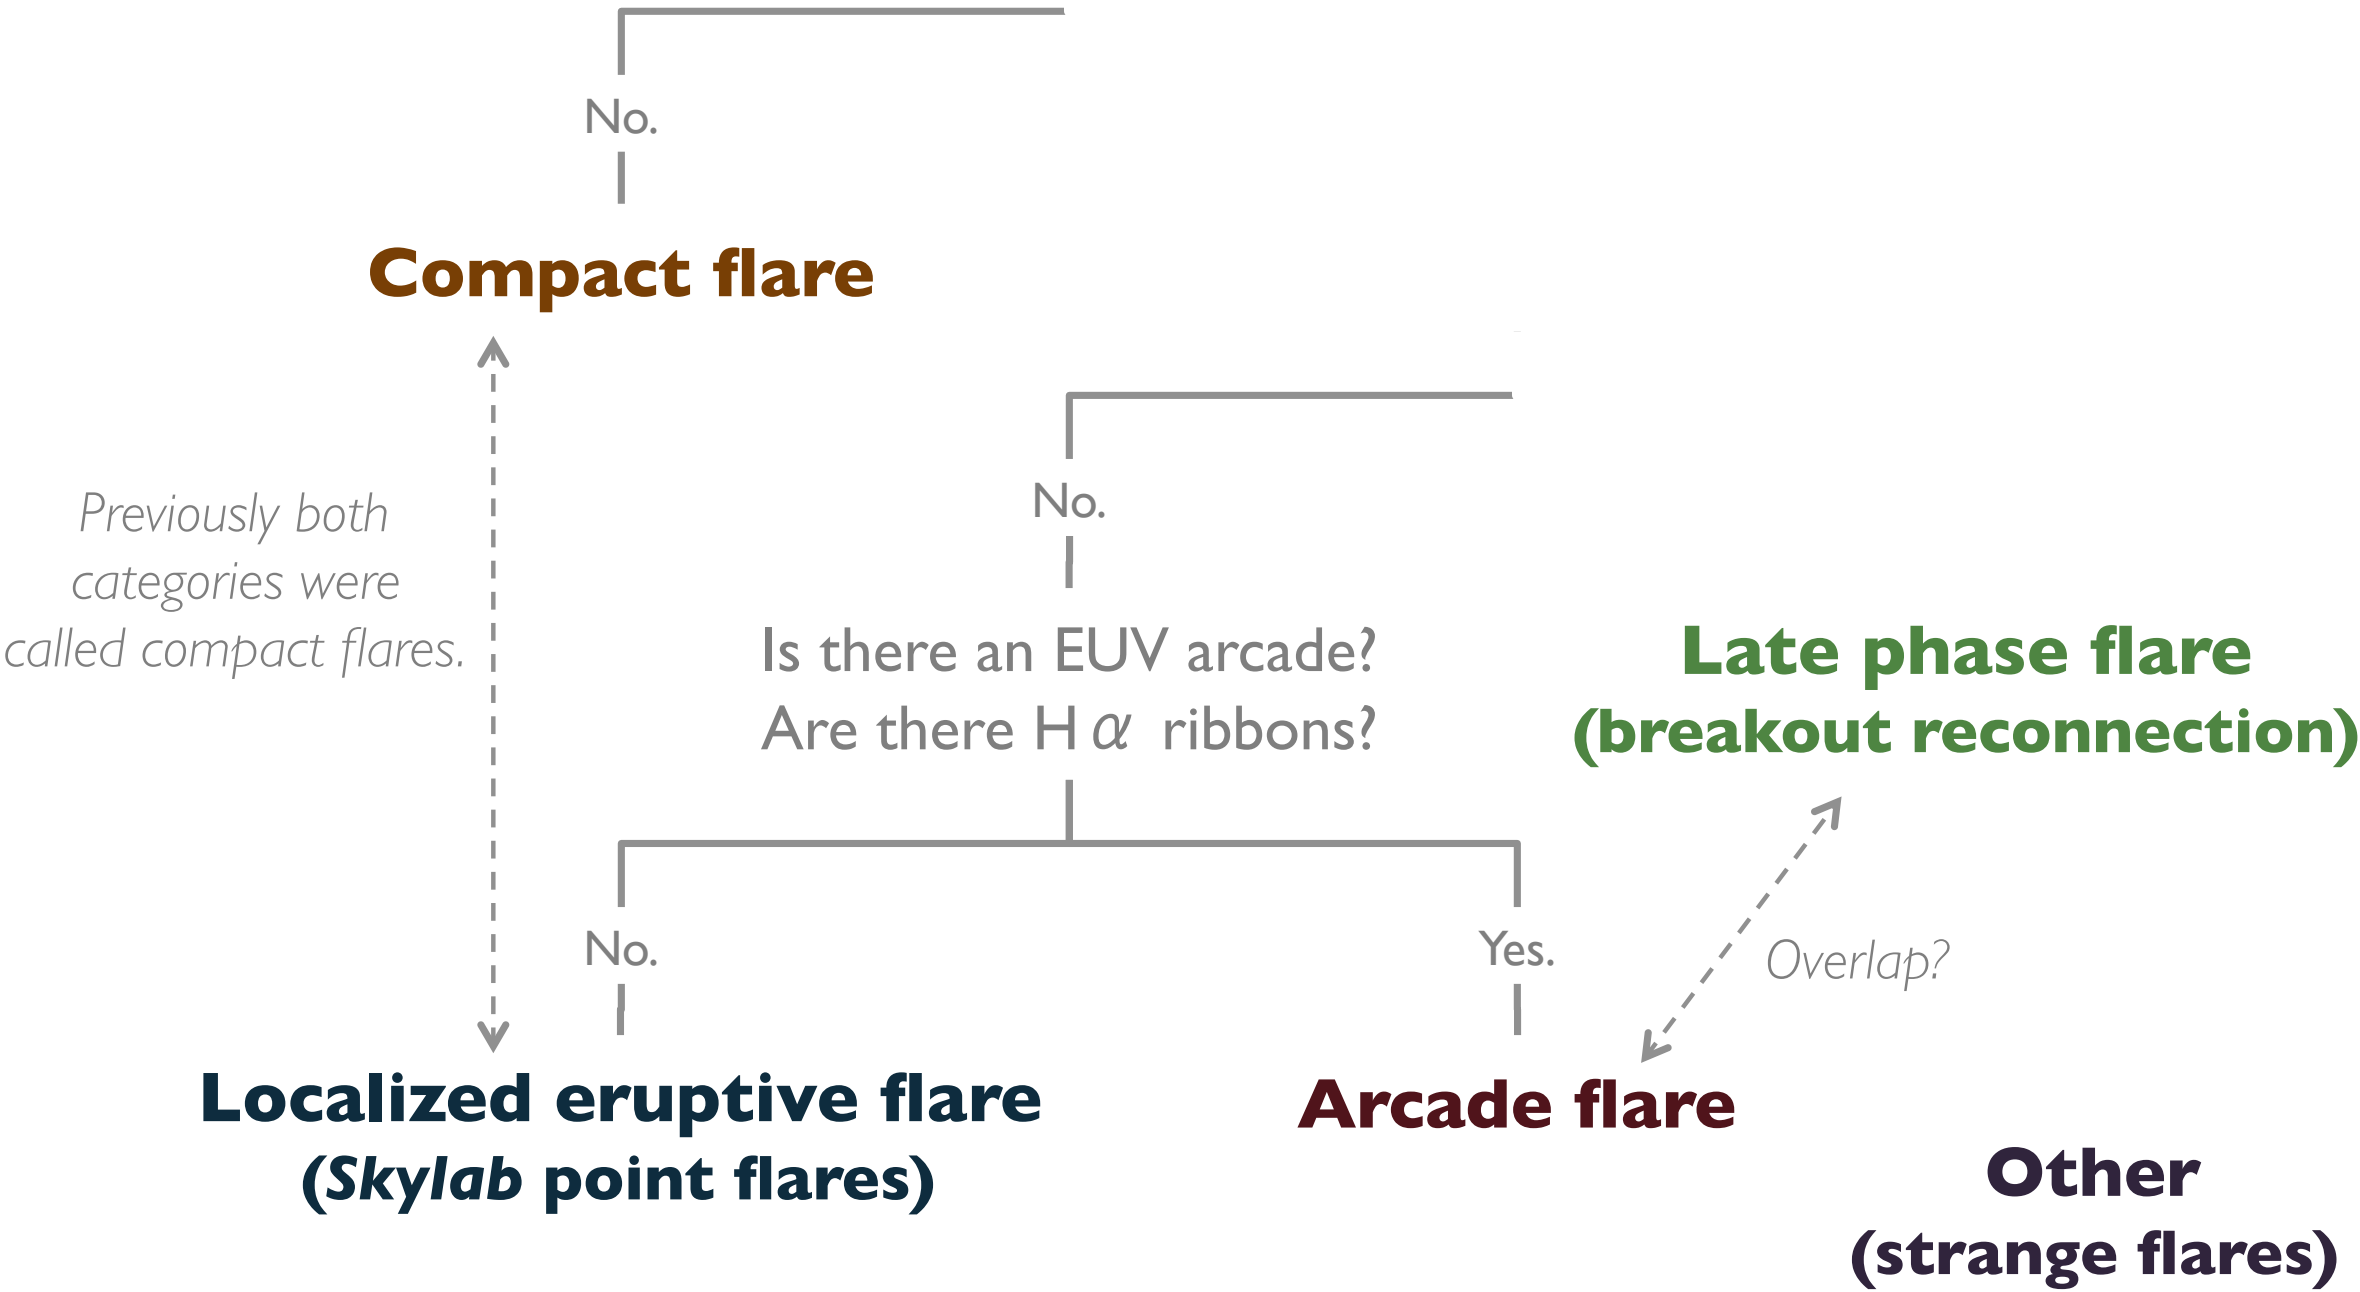 No.
Compact flare
No.
Previously both
categories were
called compact flares.
Is there an EUV arcade?
Are there H α ribbons?
Late phase flare
(breakout reconnection)
No.
Yes.
Overlap?
Localized eruptive flare
(Skylab point flares)
Arcade flare
Other
(strange flares)